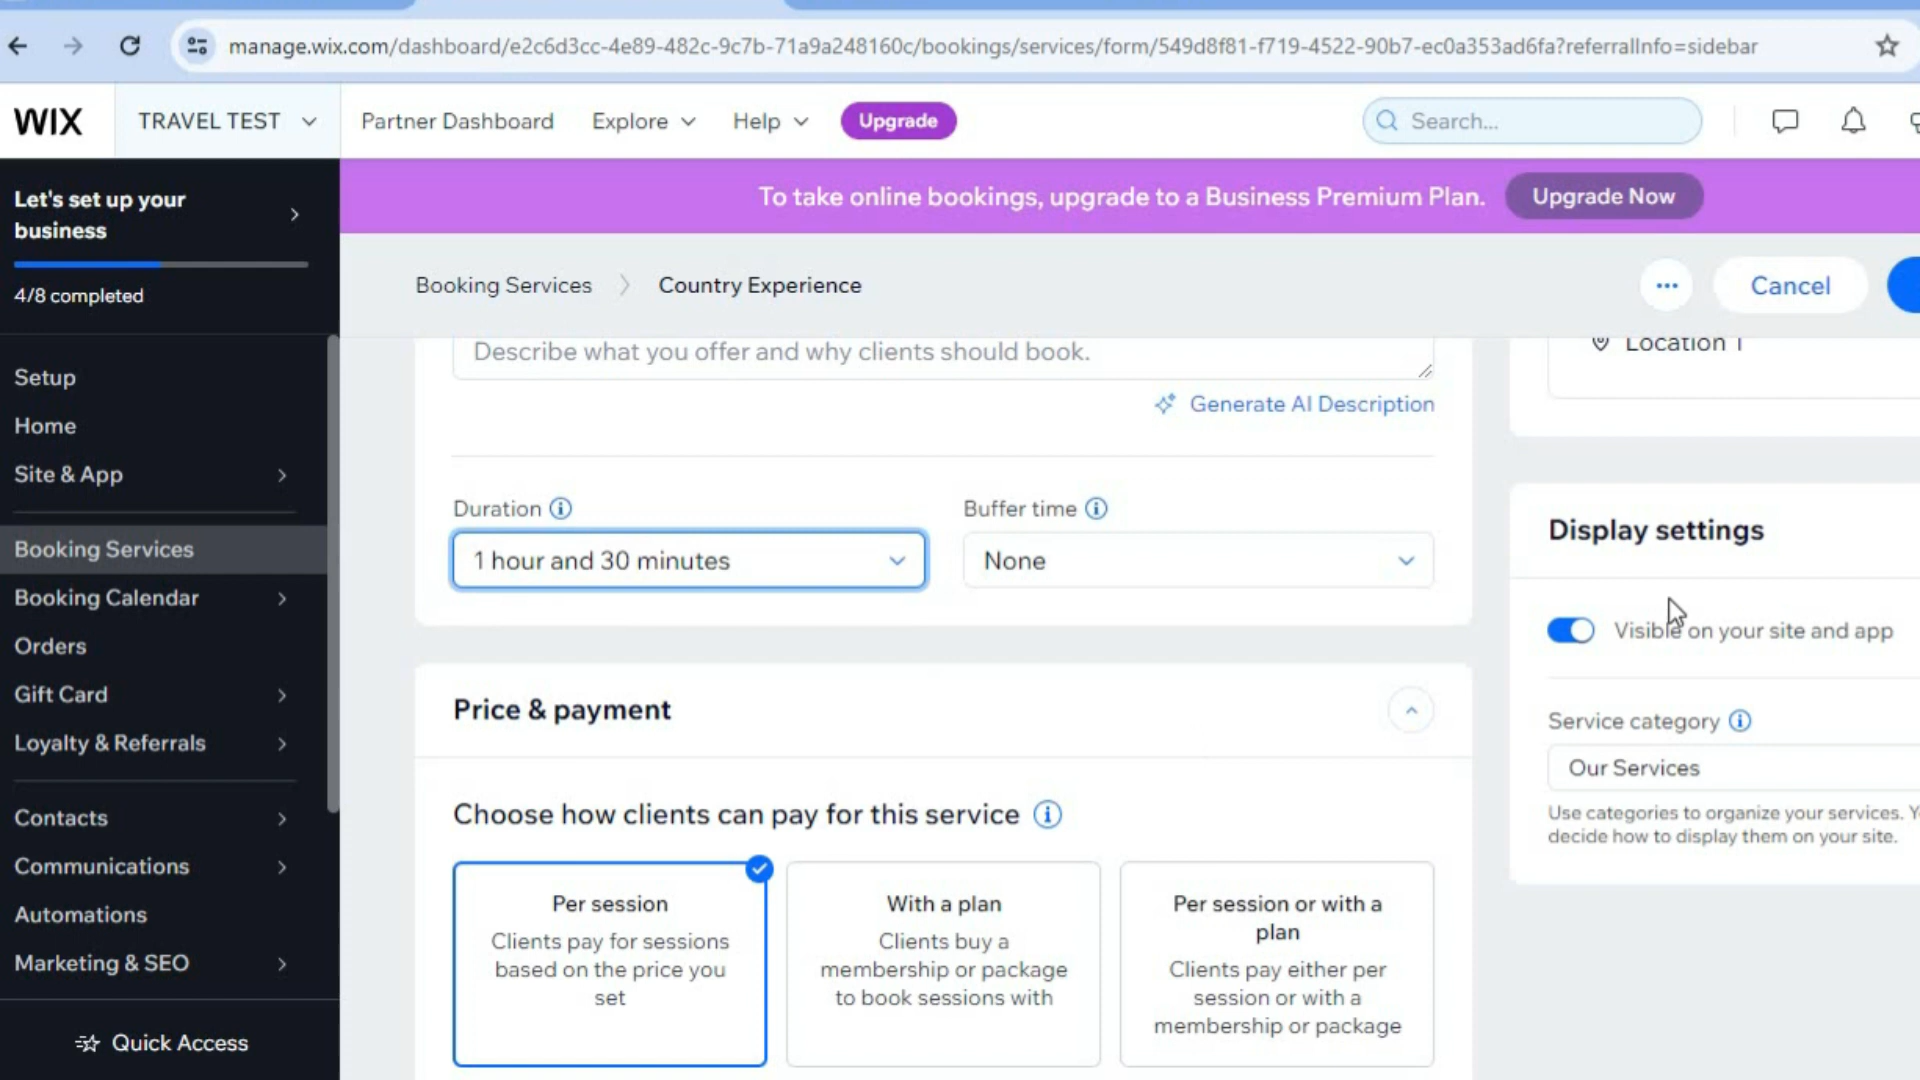 manage.wix.com/dashboard/e2c6d3cc-4e89-482c-9c7b-71a9a248160c/bookings/services/form/549d8f81-f719-4522-90b7-ec0a353ad6fa?referralInfo=sidebar
WIX
TRAVEL TEST
Partner Dashboard
Explore
Help
Upgrade
Search...
Let's set up your
business
4/8 completed
Setup
Home
Site & App
Booking Services
Booking Calendar
Orders
Gift Card
Loyalty & Referrals
Contacts
Communications
Automations
Marketing & SEO
Quick Access
To take online bookings, upgrade to a Business Premium Plan.
Upgrade Now
Booking Services
Country Experience
Cancel
Describe what you offer and why clients should book.
Generate AI Description
Duration
1 hour and 30 minutes
Buffer time
None
Price & payment
Choose how clients can pay for this service
Per session
Clients pay for sessions
based on the price you
set
With a plan
Clients buy a
membership or package
to book sessions with
Per session or with a
plan
Clients pay either per
session or with a
membership or package
Location 1
Display settings
Visible on your site and app
Service category
Our Services
Use categories to organize your services.
decide how to display them on your site.